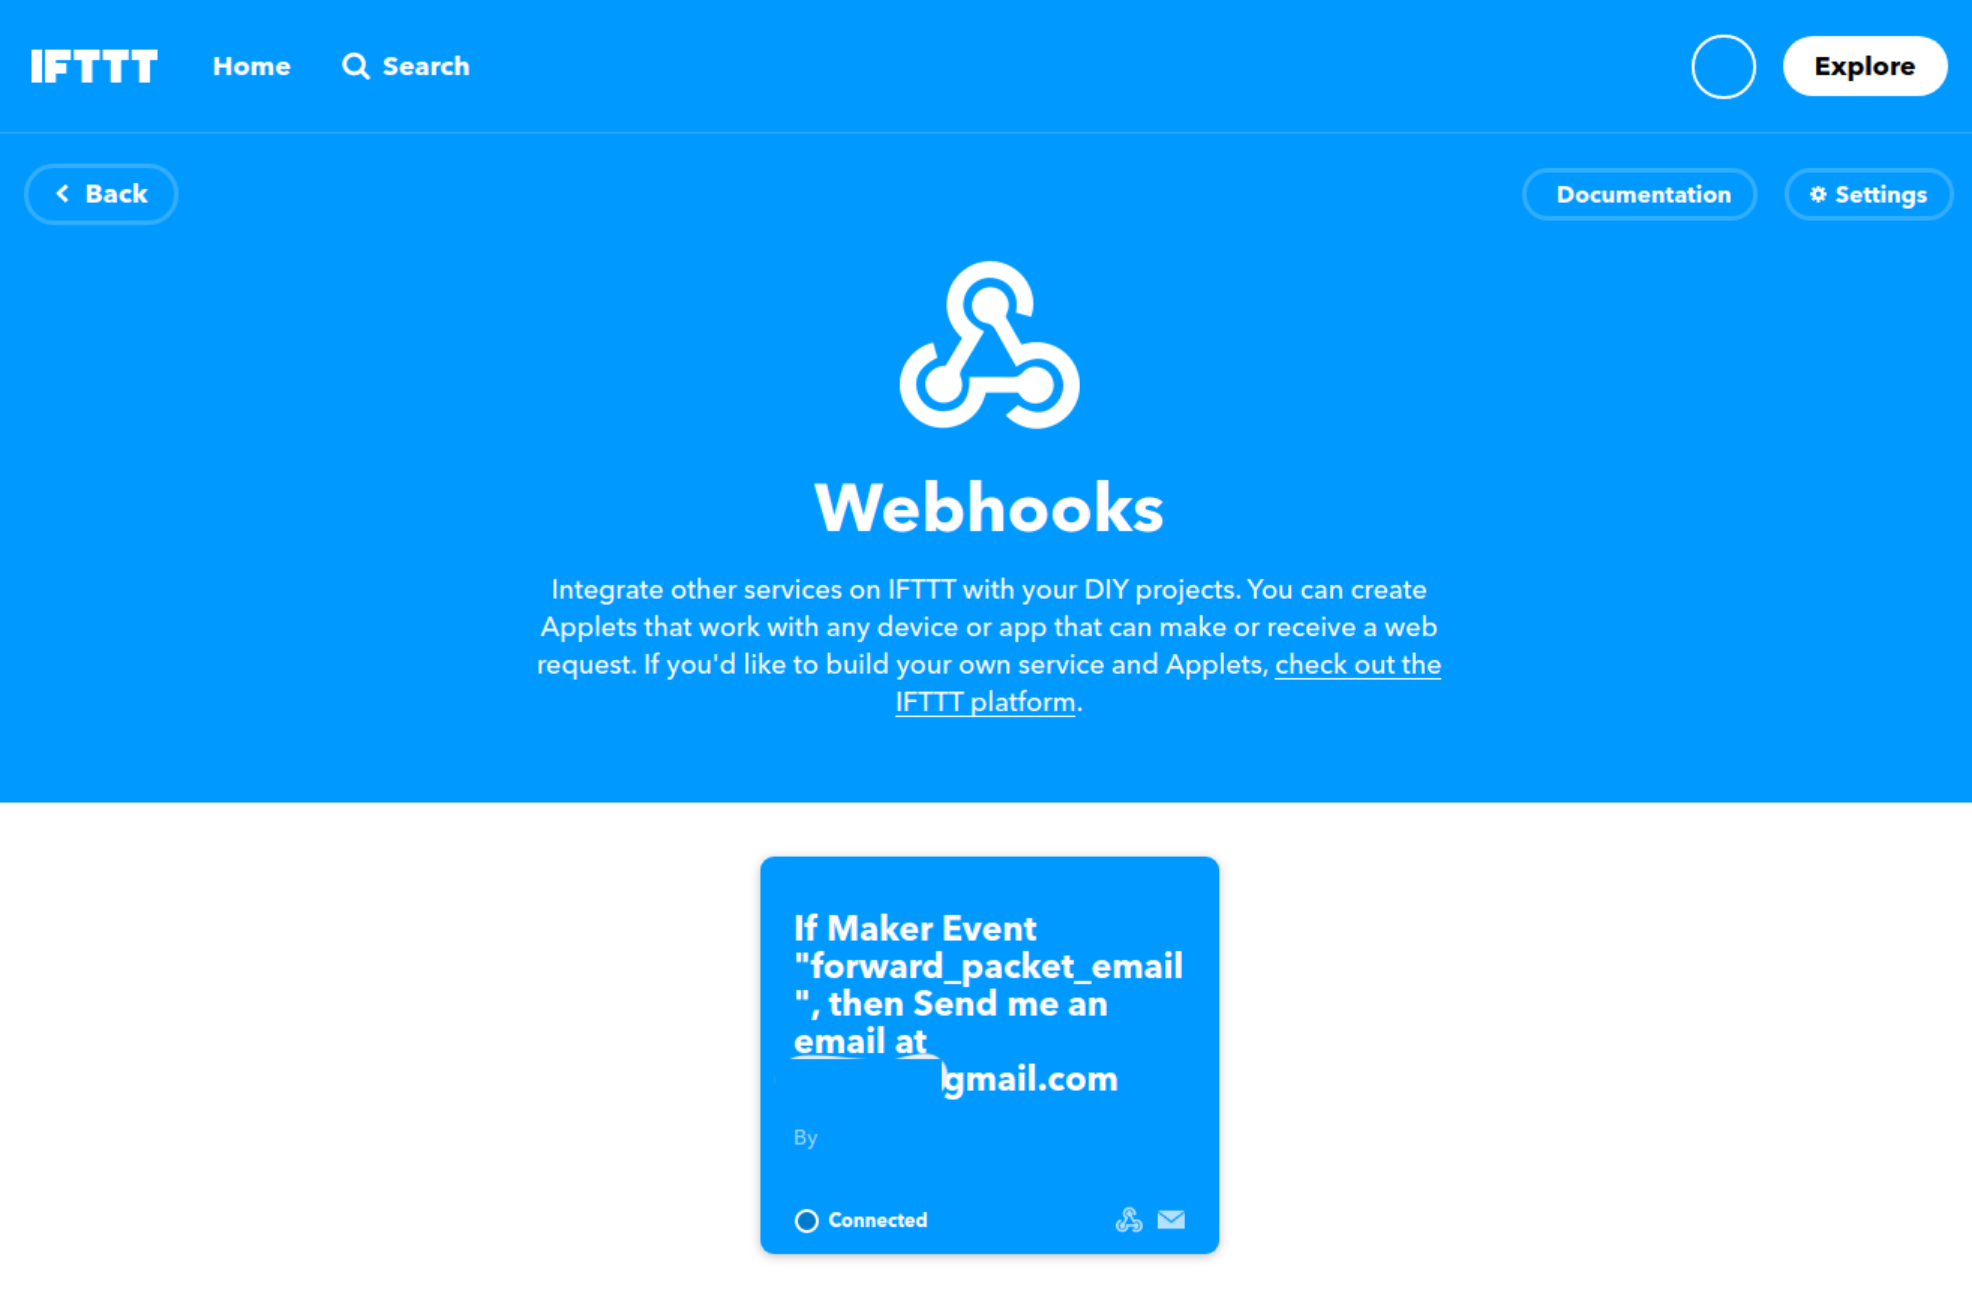 IFTTT Home Search Explore
Back Documentation Settings
Webhooks
Integrate other services on IFTTT with your DIY projects. You can create
Applets that work with any device or app that can make or receive a web
request. If you'd like to build your own service and Applets, check out the
IFTTT platform.
If Maker Event
"forward_packet_email
", then Send me an
email at
gmail.com
By
Connected